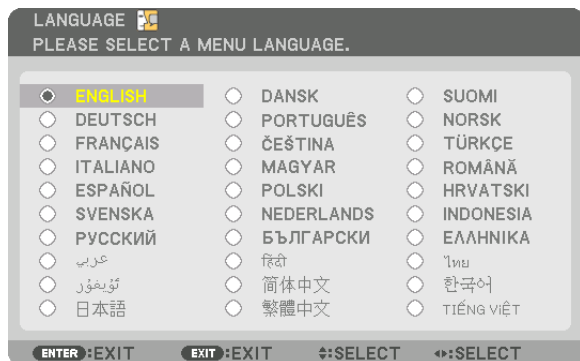 LANGUAGE
PLEASE SELECT A MENU LANGUAGE.
ENGLISH DANSK SUOMI
DEUTSCH PORTUGUÊS NORSK
FRANÇAIS ČEŠTINA TÜRKÇE
ITALIANO MAGYAR ROMÂNĂ
ESPAÑOL POLSKI HRVATSKI
SVENSKA NEDERLANDS INDONESIA
РУССКИЙ БЪЛГАРСКИ ΕΛΛΗΝΙΚΑ
عربي हिंदी ไทย
ئۇيغۇر 简体中文 한국어
日本語 繁體中文 TIẾNG VIỆT
ENTER:EXIT EXIT:EXIT :SELECT :SELECT